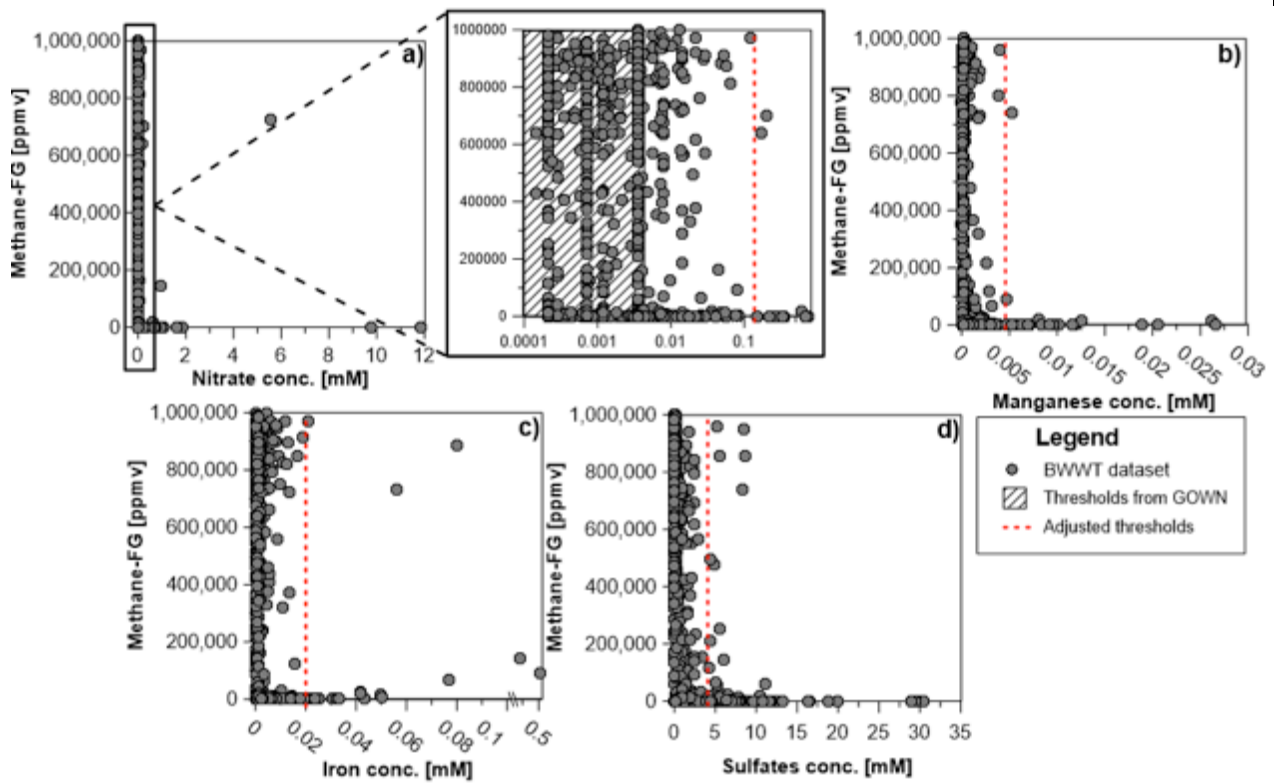 a)
1,000,000
800,000
600,000
400,000
200,000
0
Methane-FG [ppmv]
0 2 4 6 8 10 12
Nitrate conc. [mM]
1000000
800000
600000
400000
200000
0
0.0001 0.001 0.01 0.1
b)
1,000,000
800,000
600,000
400,000
200,000
0
Methane-FG [ppmv]
0 0.005 0.01 0.015 0.02 0.025 0.03
Manganese conc. [mM]
c)
1,000,000
800,000
600,000
400,000
200,000
0
Methane-FG [ppmv]
0 0.02 0.04 0.06 0.08 0.1 0.5
Iron conc. [mM]
d)
1,000,000
800,000
600,000
400,000
200,000
0
Methane-FG [ppmv]
0 5 10 15 20 25 30 35
Sulfates conc. [mM]
Legend
BWWT dataset
Thresholds from GOWN
Adjusted thresholds